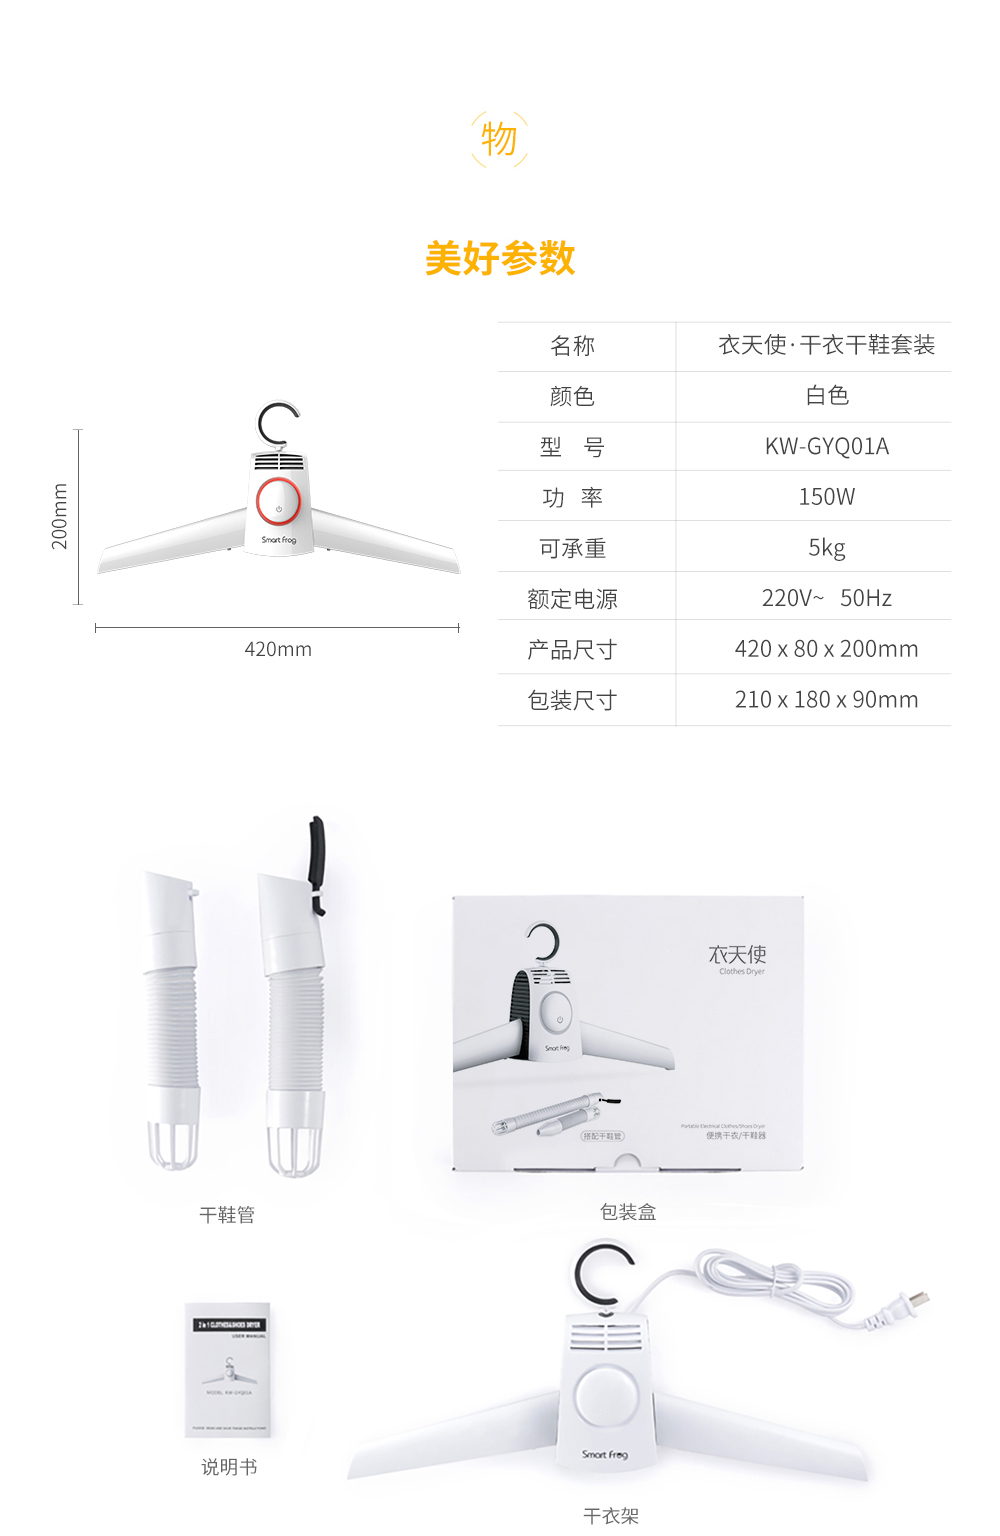 物
美好参数
名称 衣天使·干衣干鞋套装
颜色 白色
型 号 KW-GYQ01A
功 率 150W
可承重 5kg
额定电源 220V~ 50Hz
产品尺寸 420 x 80 x 200mm
包装尺寸 210 x 180 x 90mm
200mm
Smart Frog
420mm
衣天使
Clothes Dryer
Smart Frog
搭配干鞋管
Portable Electrical Clothes/Shoes Dryer
便携干衣/干鞋器
干鞋管
包装盒
2 in 1 CLOTHES&SHOES DRYER
USER MANUAL
MODEL: KW-GYQ01A
说明书
Smart Frog
干衣架